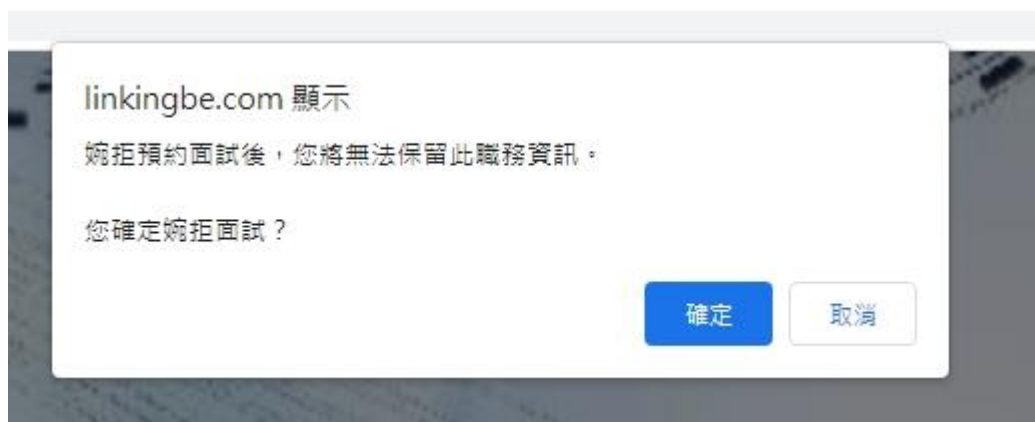 linkingbe.com 顯示
婉拒預約面試後，您將無法保留此職務資訊。
您確定婉拒面試？
確定
取消